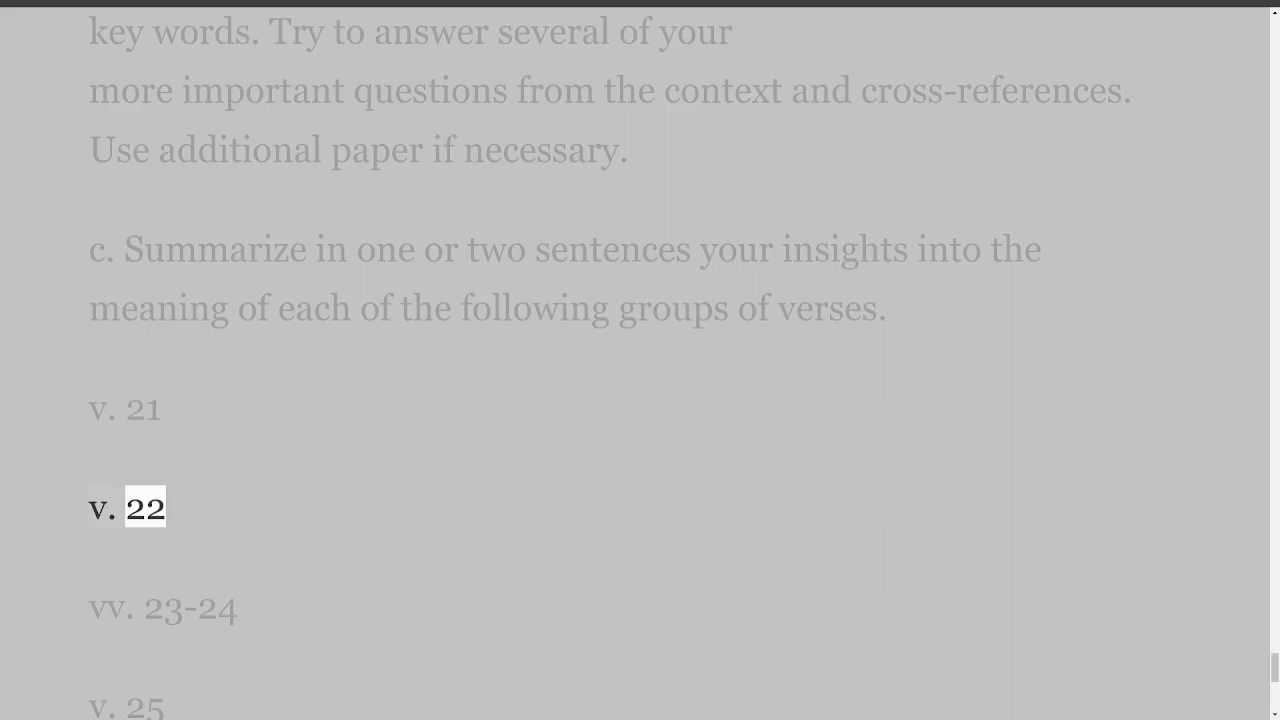 key words. Try to answer several of your
more important questions from the context and cross-references.
Use additional paper if necessary.
c. Summarize in one or two sentences your insights into the
meaning of each of the following groups of verses.
v. 21
v. 22
vv. 23-24
v. 25